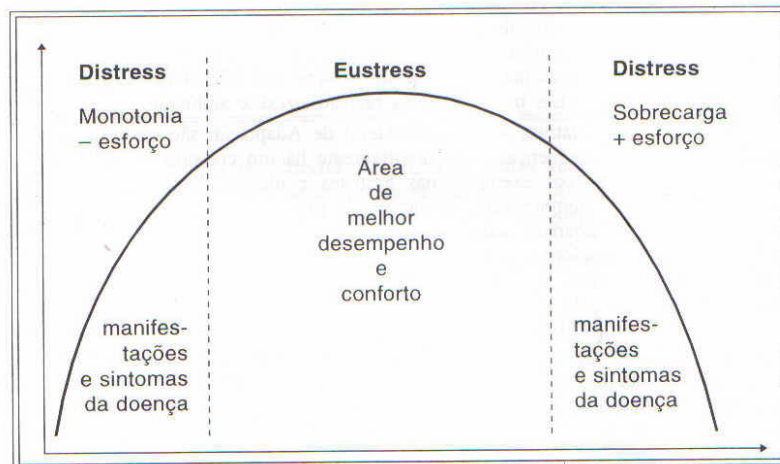 Distress
Monotonia
– esforço
manifes-
tações
e sintomas
da doença
Eustress
Área
de
melhor
desempenho
e
conforto
Distress
Sobrecarga
+ esforço
manifes-
tações
e sintomas
da doença